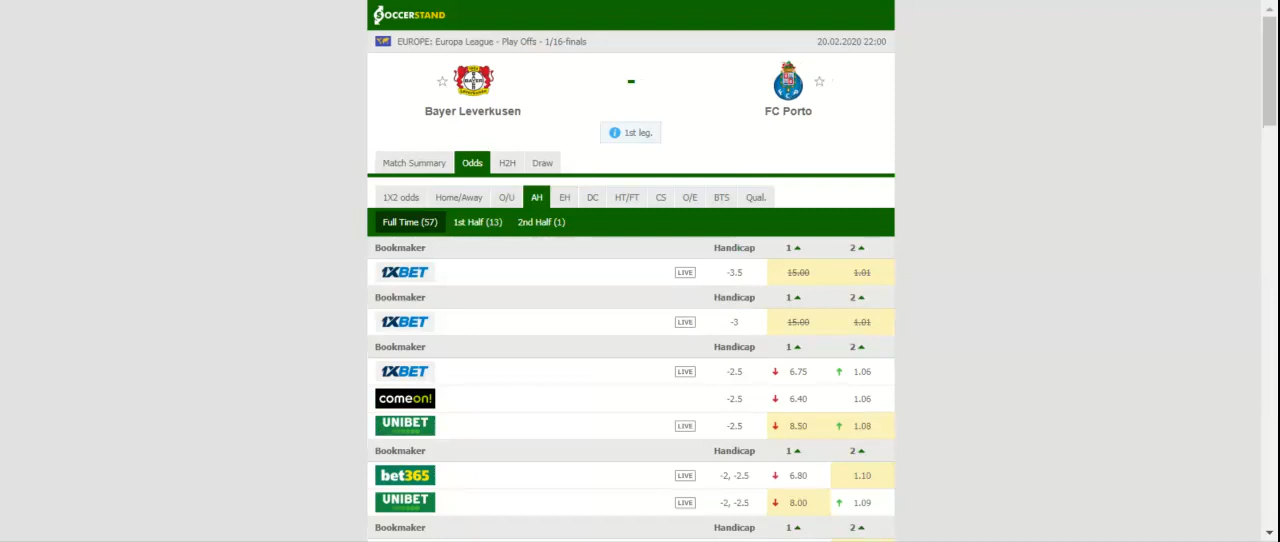 SOCCERSTAND
EUROPE: Europa League - Play Offs - 1/16-finals 20.02.2020 22:00
-
Bayer Leverkusen FC Porto
1st leg.
Match Summary Odds H2H Draw
1X2 odds Home/Away O/U AH EH DC HT/FT CS O/E BTS Qual.
Full Time (57) 1st Half (13) 2nd Half (1)
Bookmaker Handicap 1 2
1XBET LIVE -3.5 15.00 1.01
Bookmaker Handicap 1 2
1XBET LIVE -3 15.00 1.01
Bookmaker Handicap 1 2
1XBET LIVE -2.5 6.75 1.06
comeon! -2.5 6.40 1.06
UNIBET LIVE -2.5 8.50 1.08
Bookmaker Handicap 1 2
bet365 LIVE -2, -2.5 6.80 1.10
UNIBET LIVE -2, -2.5 8.00 1.09
Bookmaker Handicap 1 2